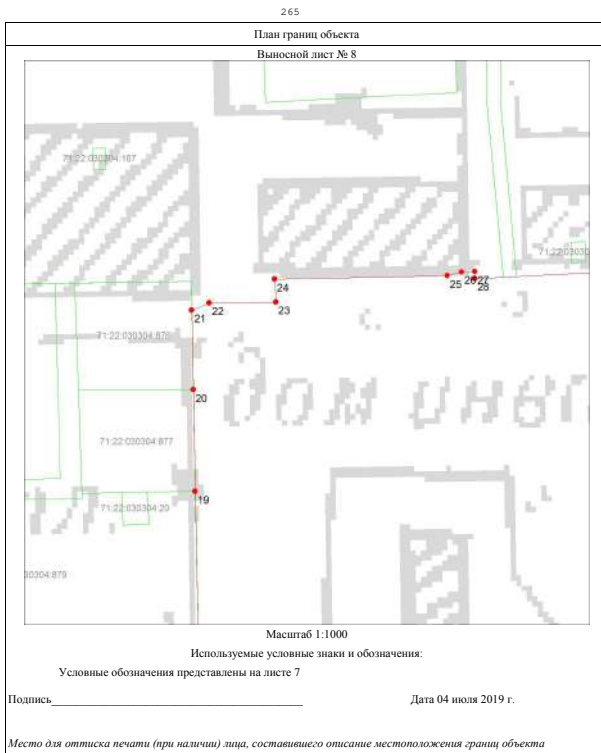 265
План границ объекта
Выносной лист № 8
71:22:030304:167
71:22:03030
24
25 26 27
28
21 22 23
71:22:030304:876
дом
20
71:22:030304:877
19
71:22:030304:20
30304:879
Масштаб 1:1000
Используемые условные знаки и обозначения:
Условные обозначения представлены на листе 7
Подпись Дата 04 июля 2019 г.
Место для оттиска печати (при наличии) лица, составившего описание местоположения границ объекта